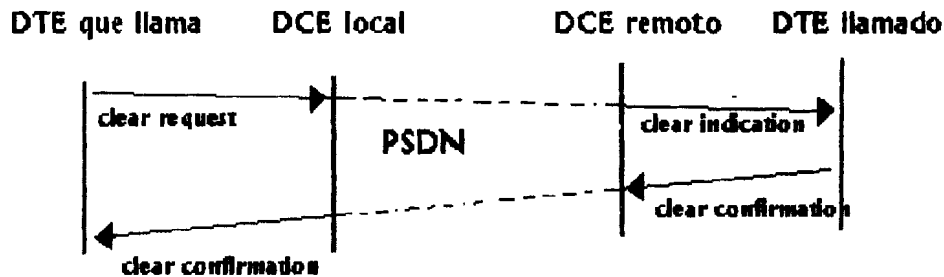 DTE que llama DCE local DCE remoto DTE llamado
clear request
clear indication
PSDN
clear confirmation
clear confirmation